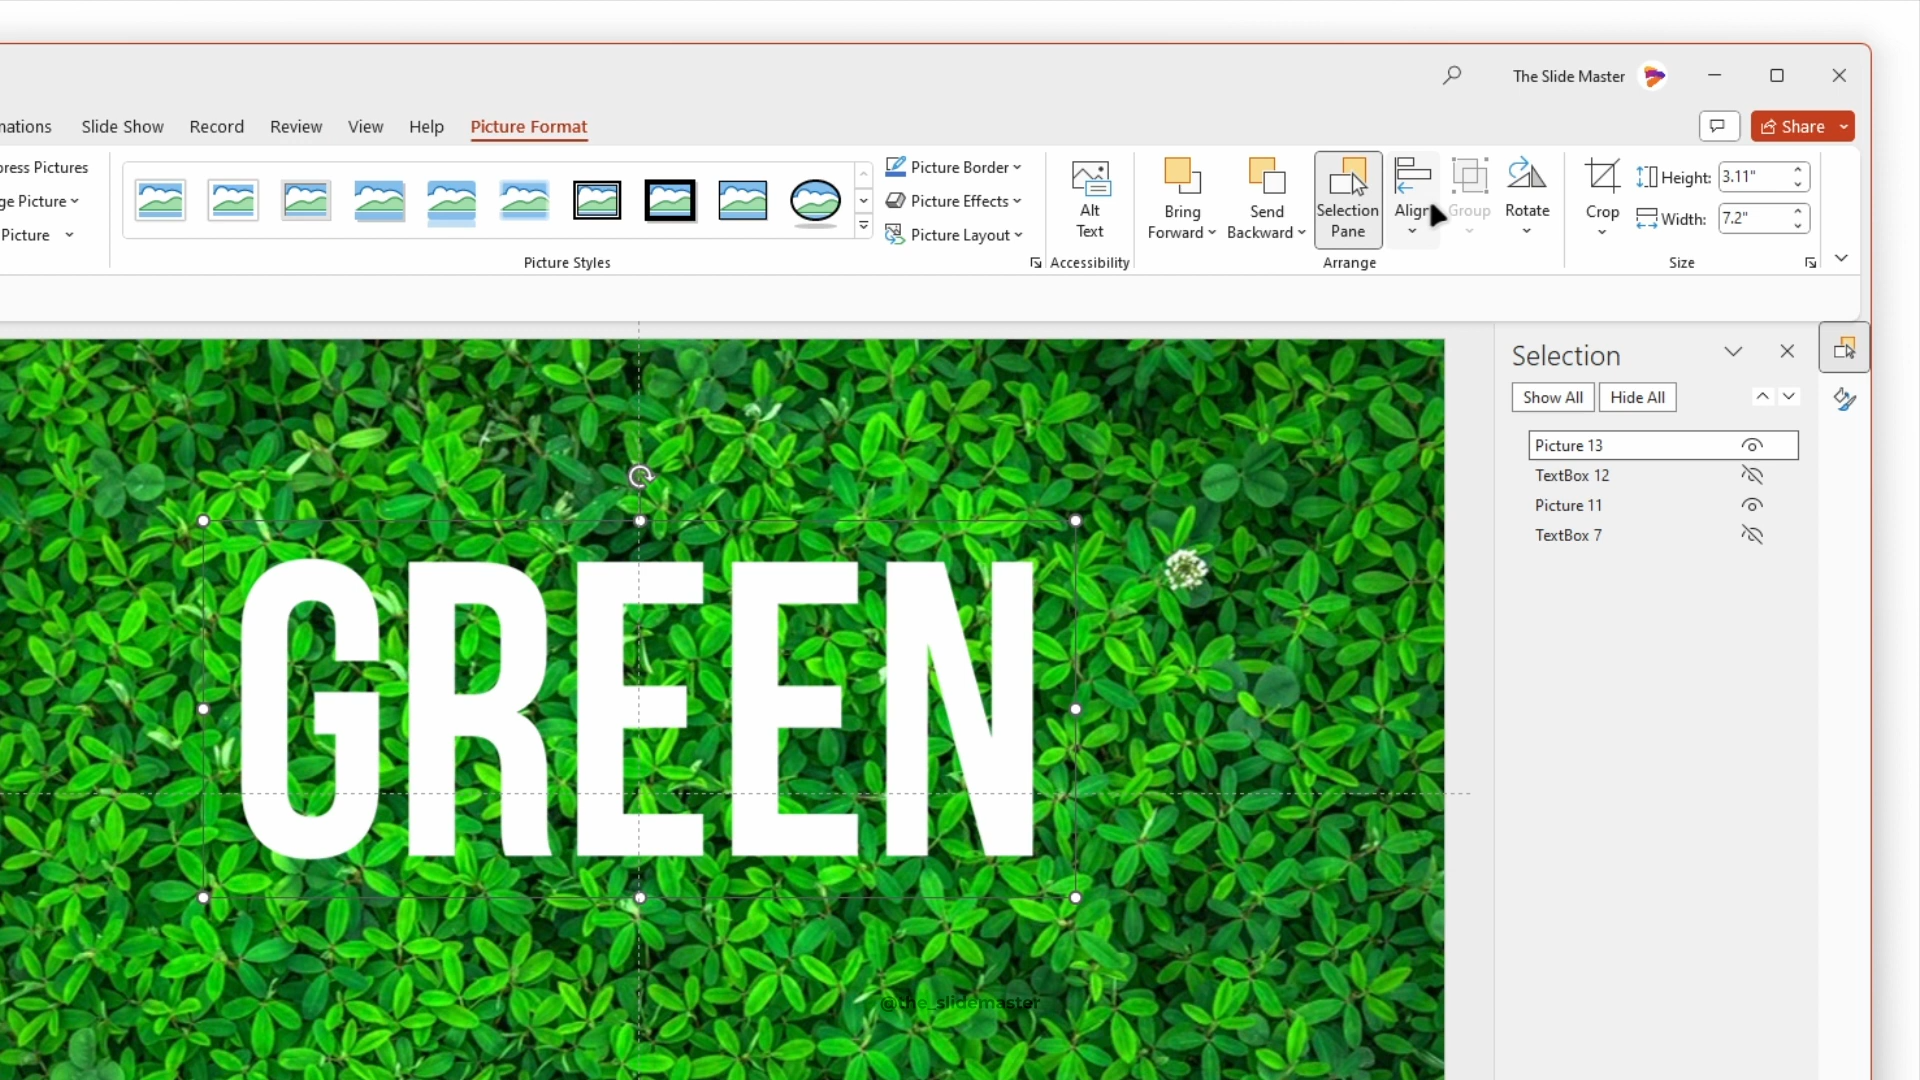 The Slide Master
nations Slide Show Record Review View Help Picture Format
Share
press Pictures
ge Picture
Picture
Picture Border
Picture Effects
Picture Layout
Alt
Text
Bring
Forward
Send
Backward
Selection
Pane
Align
Group
Rotate
Crop
Height: 3.11"
Width: 7.2"
Picture Styles
Accessibility
Arrange
Size
Selection
Show All
Hide All
Picture 13
TextBox 12
Picture 11
TextBox 7
GREEN
@the_slidemaster